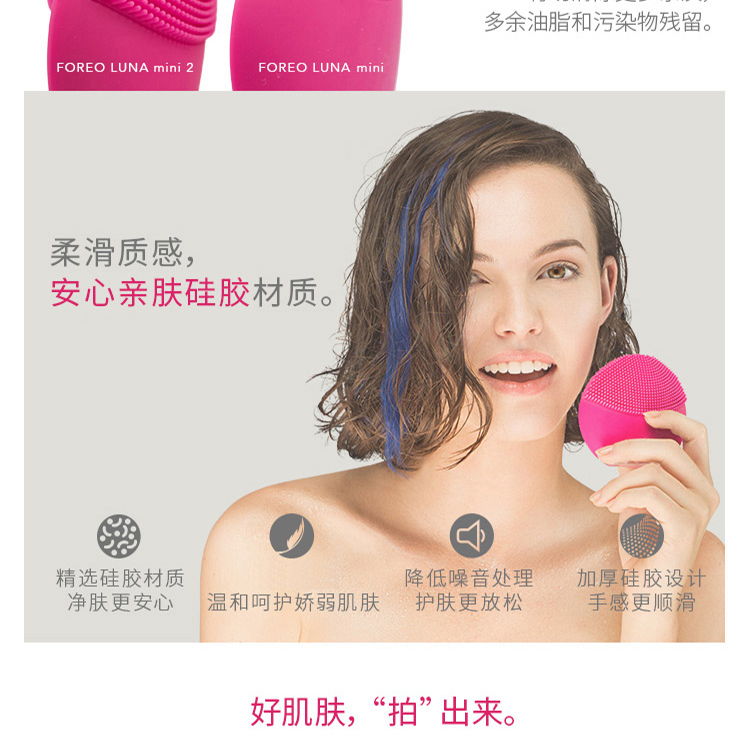 多余油脂和污染物残留。
FOREO LUNA mini 2
FOREO LUNA mini
柔滑质感，
安心亲肤硅胶材质。
精选硅胶材质
净肤更安心
温和呵护娇弱肌肤
降低噪音处理
护肤更放松
加厚硅胶设计
手感更顺滑
好肌肤，“拍”出来。